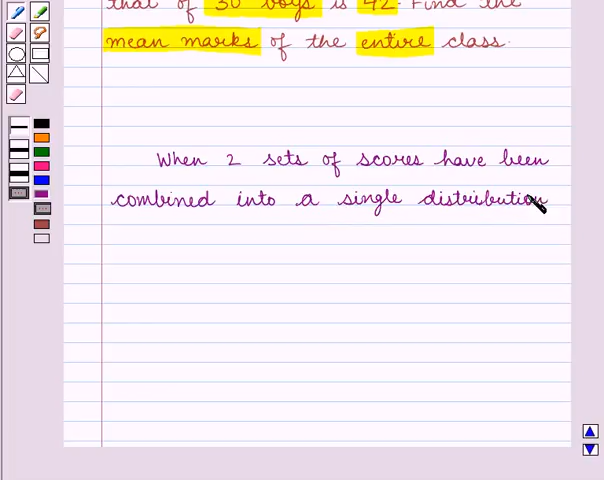 that of 30 boys is 42. Find the
mean marks of the entire class.
When 2 sets of scores have been
combined into a single distribution